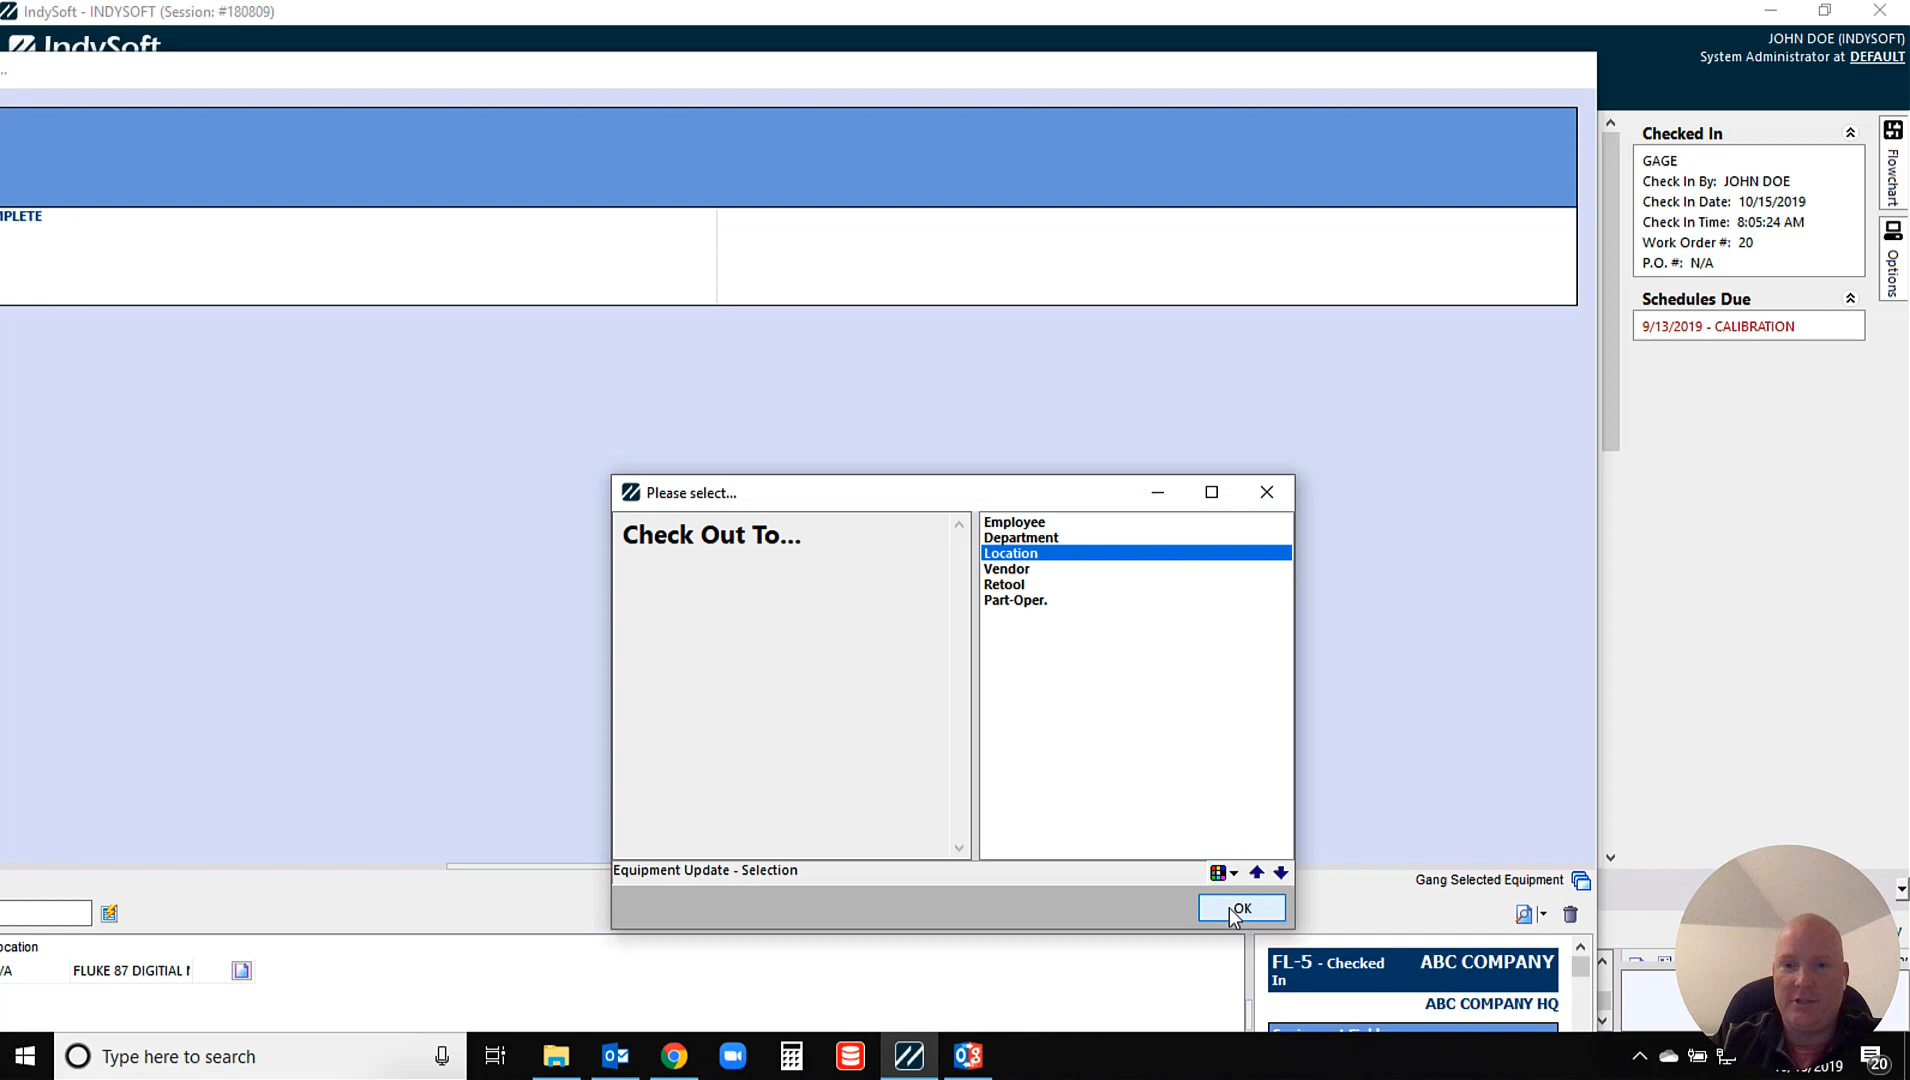 IndySoft - INDYSOFT (Session: #180809)
IndySoft
JOHN DOE (INDYSOFT)
System Administrator at DEFAULT
...
MPLETE
Checked In
GAGE
Check In By: JOHN DOE
Check In Date: 10/15/2019
Check In Time: 8:05:24 AM
Work Order #: 20
P.O. #: N/A
Schedules Due
9/13/2019 - CALIBRATION
Flowchart
Options
Please select...
Check Out To...
Employee
Department
Location
Vendor
Retool
Part-Oper.
Equipment Update - Selection
OK
Gang Selected Equipment
ocation
/A
FLUKE 87 DIGITIAL
FL-5 - Checked In
ABC COMPANY
ABC COMPANY HQ
Type here to search
20